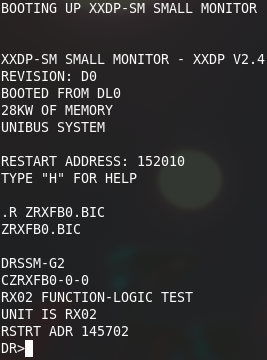 BOOTING UP XXDP-SM SMALL MONITOR
XXDP-SM SMALL MONITOR - XXDP V2.4
REVISION: D0
BOOTED FROM DL0
28KW OF MEMORY
UNIBUS SYSTEM
RESTART ADDRESS: 152010
TYPE "H" FOR HELP
.R ZRXFB0.BIC
ZRXFB0.BIC
DRSSM-G2
CZRXFB0-0-0
RX02 FUNCTION-LOGIC TEST
UNIT IS RX02
RSTRT ADR 145702
DR>